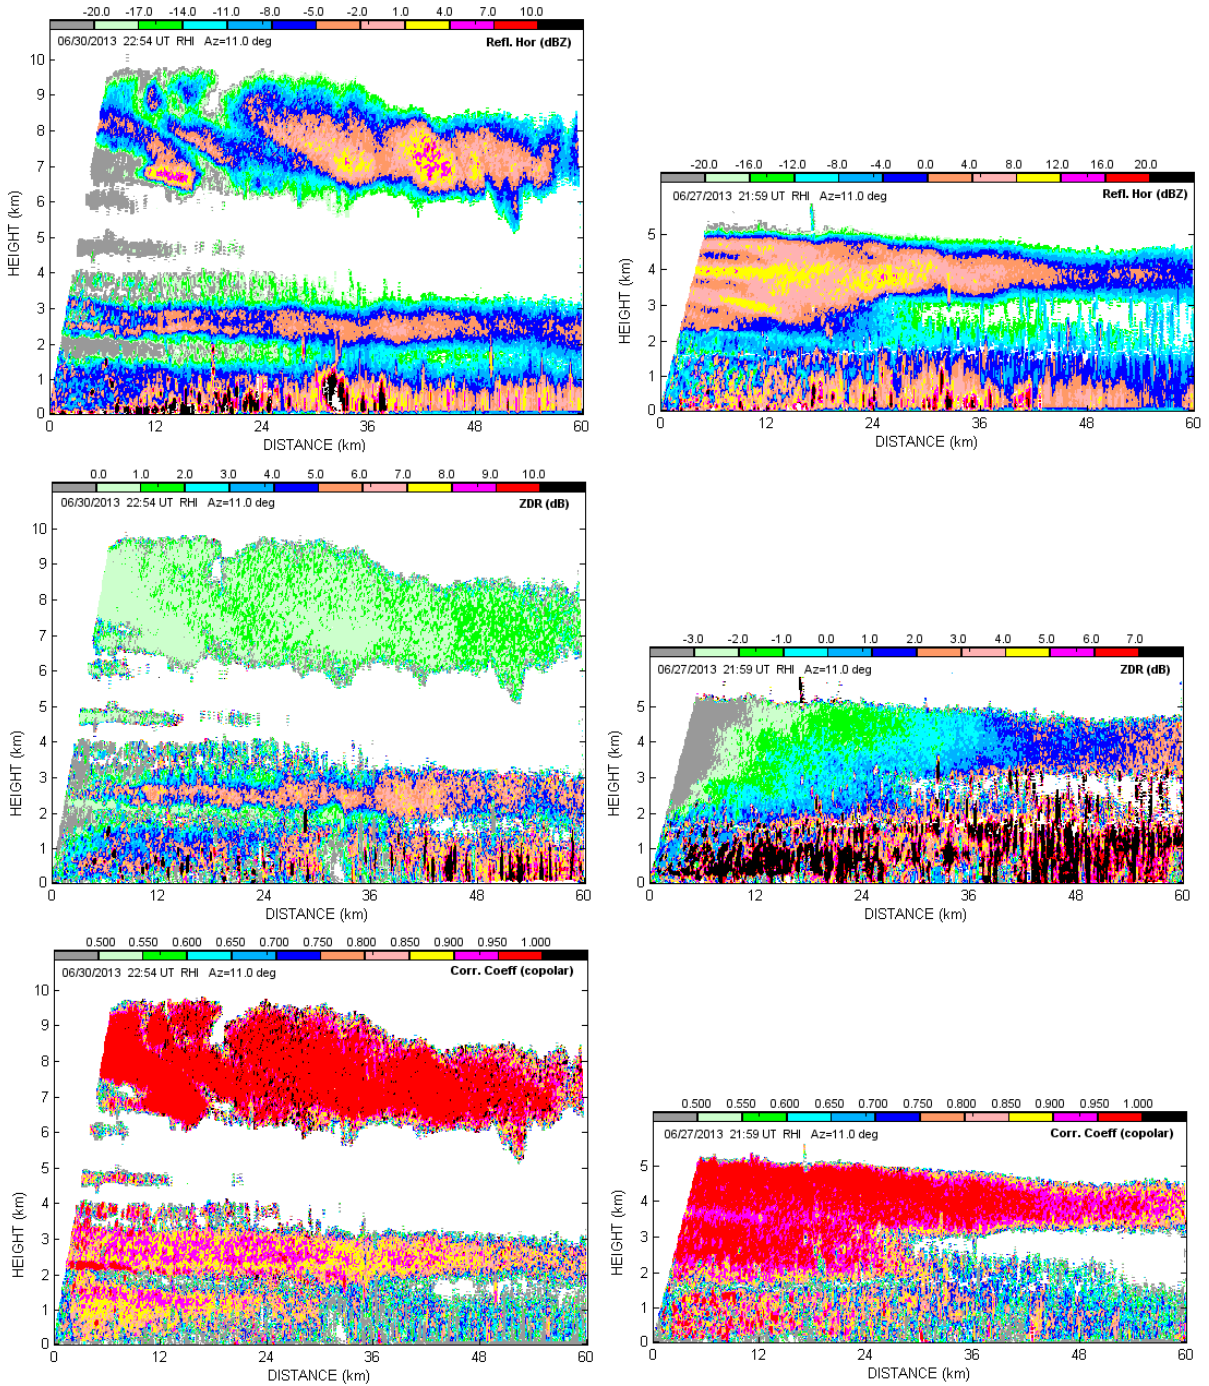 -20.0 -17.0 -14.0 -11.0 -8.0 -5.0 -2.0 1.0 4.0 7.0 10.0
06/30/2013 22:54 UT RHI Az=11.0 deg Refl. Hor (dBZ)
10
9
8
7
6
5
4
3
2
1
0
HEIGHT (km)
0 12 24 36 48 60
DISTANCE (km)
-20.0 -16.0 -12.0 -8.0 -4.0 0.0 4.0 8.0 12.0 16.0 20.0
06/27/2013 21:59 UT RHI Az=11.0 deg Refl. Hor (dBZ)
5
4
3
2
1
0
HEIGHT (km)
0 12 24 36 48 60
DISTANCE (km)
0.0 1.0 2.0 3.0 4.0 5.0 6.0 7.0 8.0 9.0 10.0
06/30/2013 22:54 UT RHI Az=11.0 deg ZDR (dB)
10
9
8
7
6
5
4
3
2
1
0
HEIGHT (km)
0 12 24 36 48 60
DISTANCE (km)
-3.0 -2.0 -1.0 0.0 1.0 2.0 3.0 4.0 5.0 6.0 7.0
06/27/2013 21:59 UT RHI Az=11.0 deg ZDR (dB)
5
4
3
2
1
0
HEIGHT (km)
0 12 24 36 48 60
DISTANCE (km)
0.500 0.550 0.600 0.650 0.700 0.750 0.800 0.850 0.900 0.950 1.000
06/30/2013 22:54 UT RHI Az=11.0 deg Corr. Coeff (copolar)
10
9
8
7
6
5
4
3
2
1
0
HEIGHT (km)
0 12 24 36 48 60
DISTANCE (km)
0.500 0.550 0.600 0.650 0.700 0.750 0.800 0.850 0.900 0.950 1.000
06/27/2013 21:59 UT RHI Az=11.0 deg Corr. Coeff (copolar)
5
4
3
2
1
0
HEIGHT (km)
0 12 24 36 48 60
DISTANCE (km)